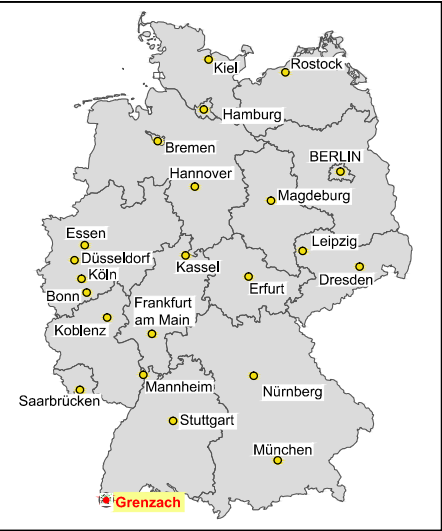 Kiel
Rostock
Hamburg
Bremen
BERLIN
Hannover
Magdeburg
Essen
Leipzig
Düsseldorf
Kassel
Köln
Dresden
Erfurt
Bonn
Frankfurt
am Main
Koblenz
Mannheim
Nürnberg
Saarbrücken
Stuttgart
München
Grenzach